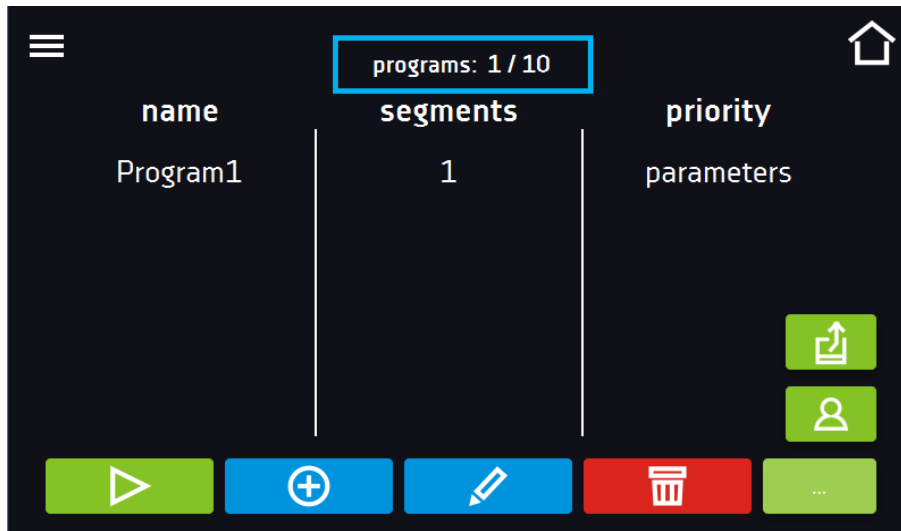 programs: 1 / 10
name segments priority
Program1 1 parameters
...